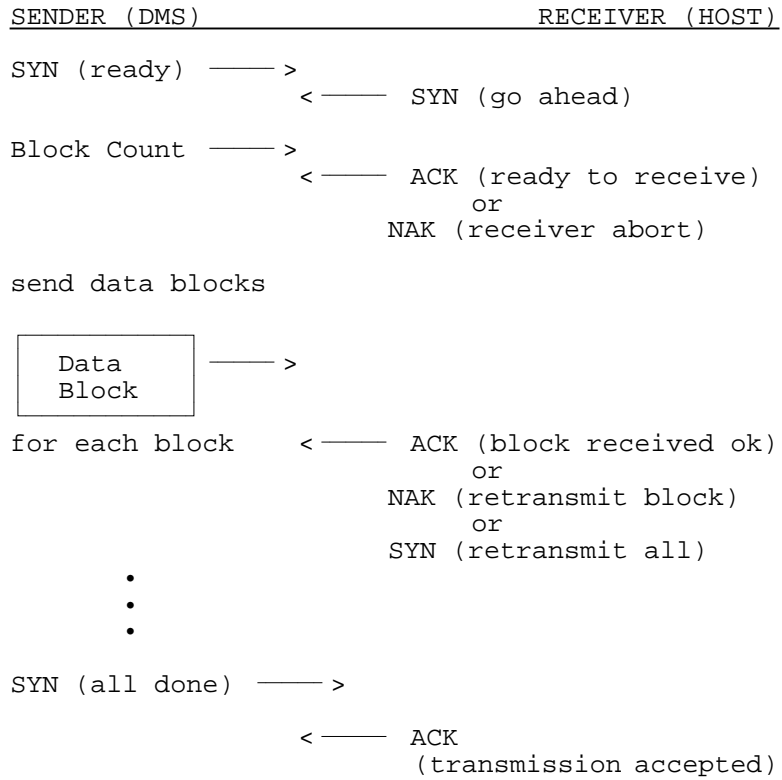 SENDER (DMS) RECEIVER (HOST)
SYN (ready) ——— >
< ——— SYN (go ahead)
Block Count ——— >
< ——— ACK (ready to receive)
or
NAK (receiver abort)
send data blocks
Data ——— >
Block
for each block < ——— ACK (block received ok)
or
NAK (retransmit block)
or
SYN (retransmit all)
•
•
•
SYN (all done) ——— >
< ——— ACK
(transmission accepted)